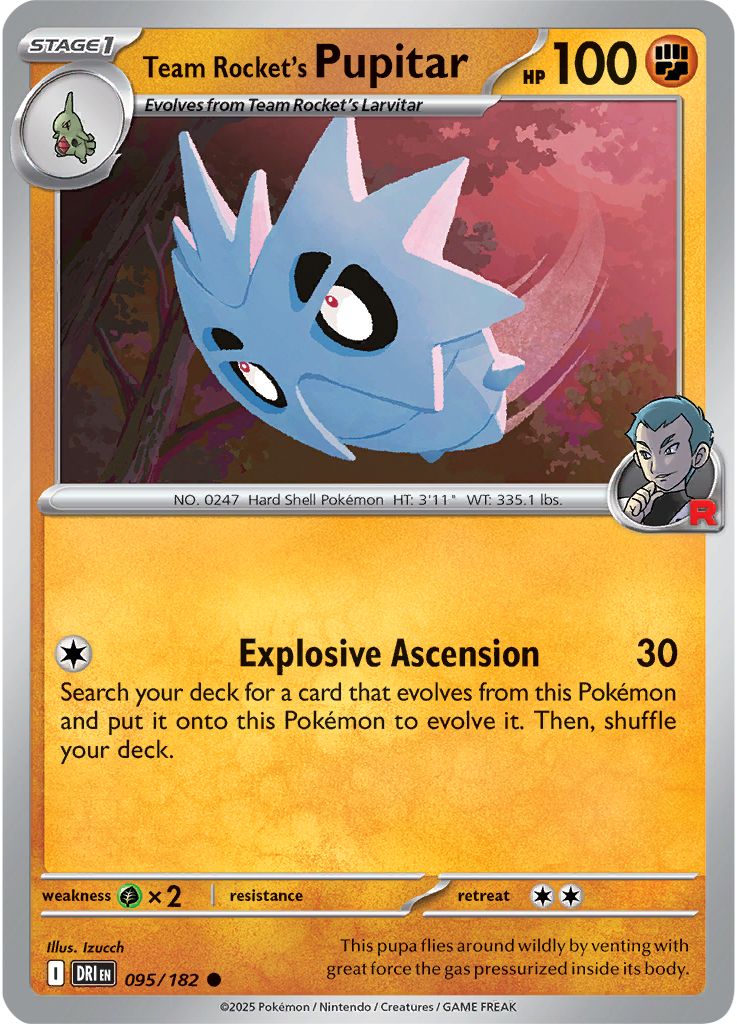 STAGE 1
Team Rocket's Pupitar
HP 100
Evolves from Team Rocket's Larvitar
NO. 0247 Hard Shell Pokémon HT: 3'11" WT: 335.1 lbs.
R
Explosive Ascension 30
Search your deck for a card that evolves from this Pokémon
and put it onto this Pokémon to evolve it. Then, shuffle
your deck.
weakness ×2 resistance retreat
Illus. Izucch
I DRI EN 095/182
This pupa flies around wildly by venting with
great force the gas pressurized inside its body.
©2025 Pokémon / Nintendo / Creatures / GAME FREAK